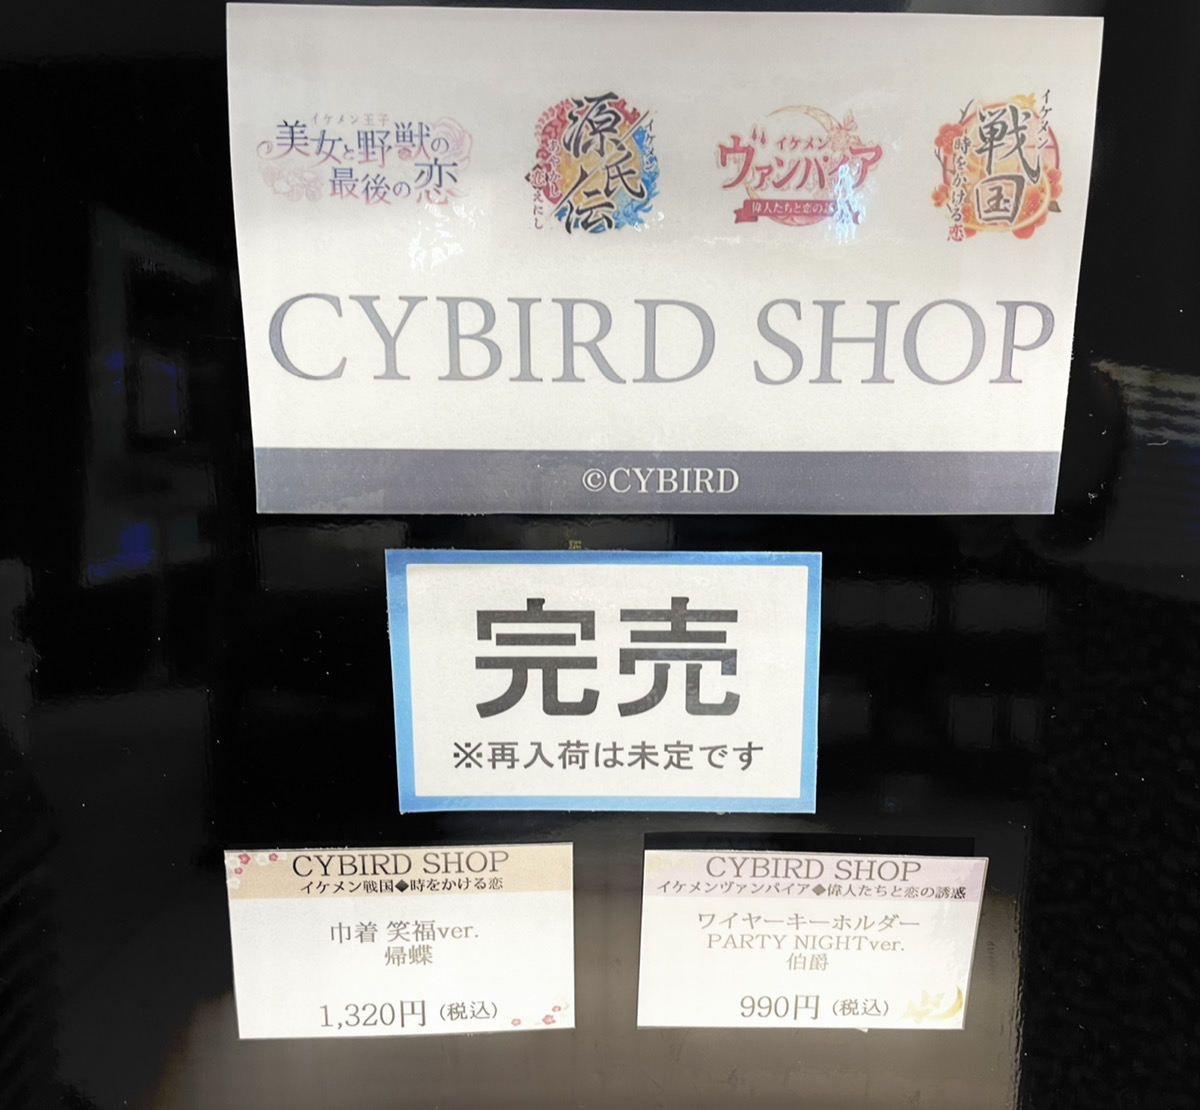 イケメン王子
美女と野獣の
最後の恋
イケメン
源氏伝
あやかし恋えにし
イケメン
ヴァンパイア
偉人たちと恋の誘惑
イケメン
戦国
時をかける恋
CYBIRD SHOP
©CYBIRD
完売
※再入荷は未定です
CYBIRD SHOP
イケメン戦国◆時をかける恋
巾着 笑福ver.
帰蝶
1,320円(税込)
CYBIRD SHOP
イケメンヴァンパイア◆偉人たちと恋の誘惑
ワイヤーキーホルダー
PARTY NIGHTver.
伯爵
990円(税込)